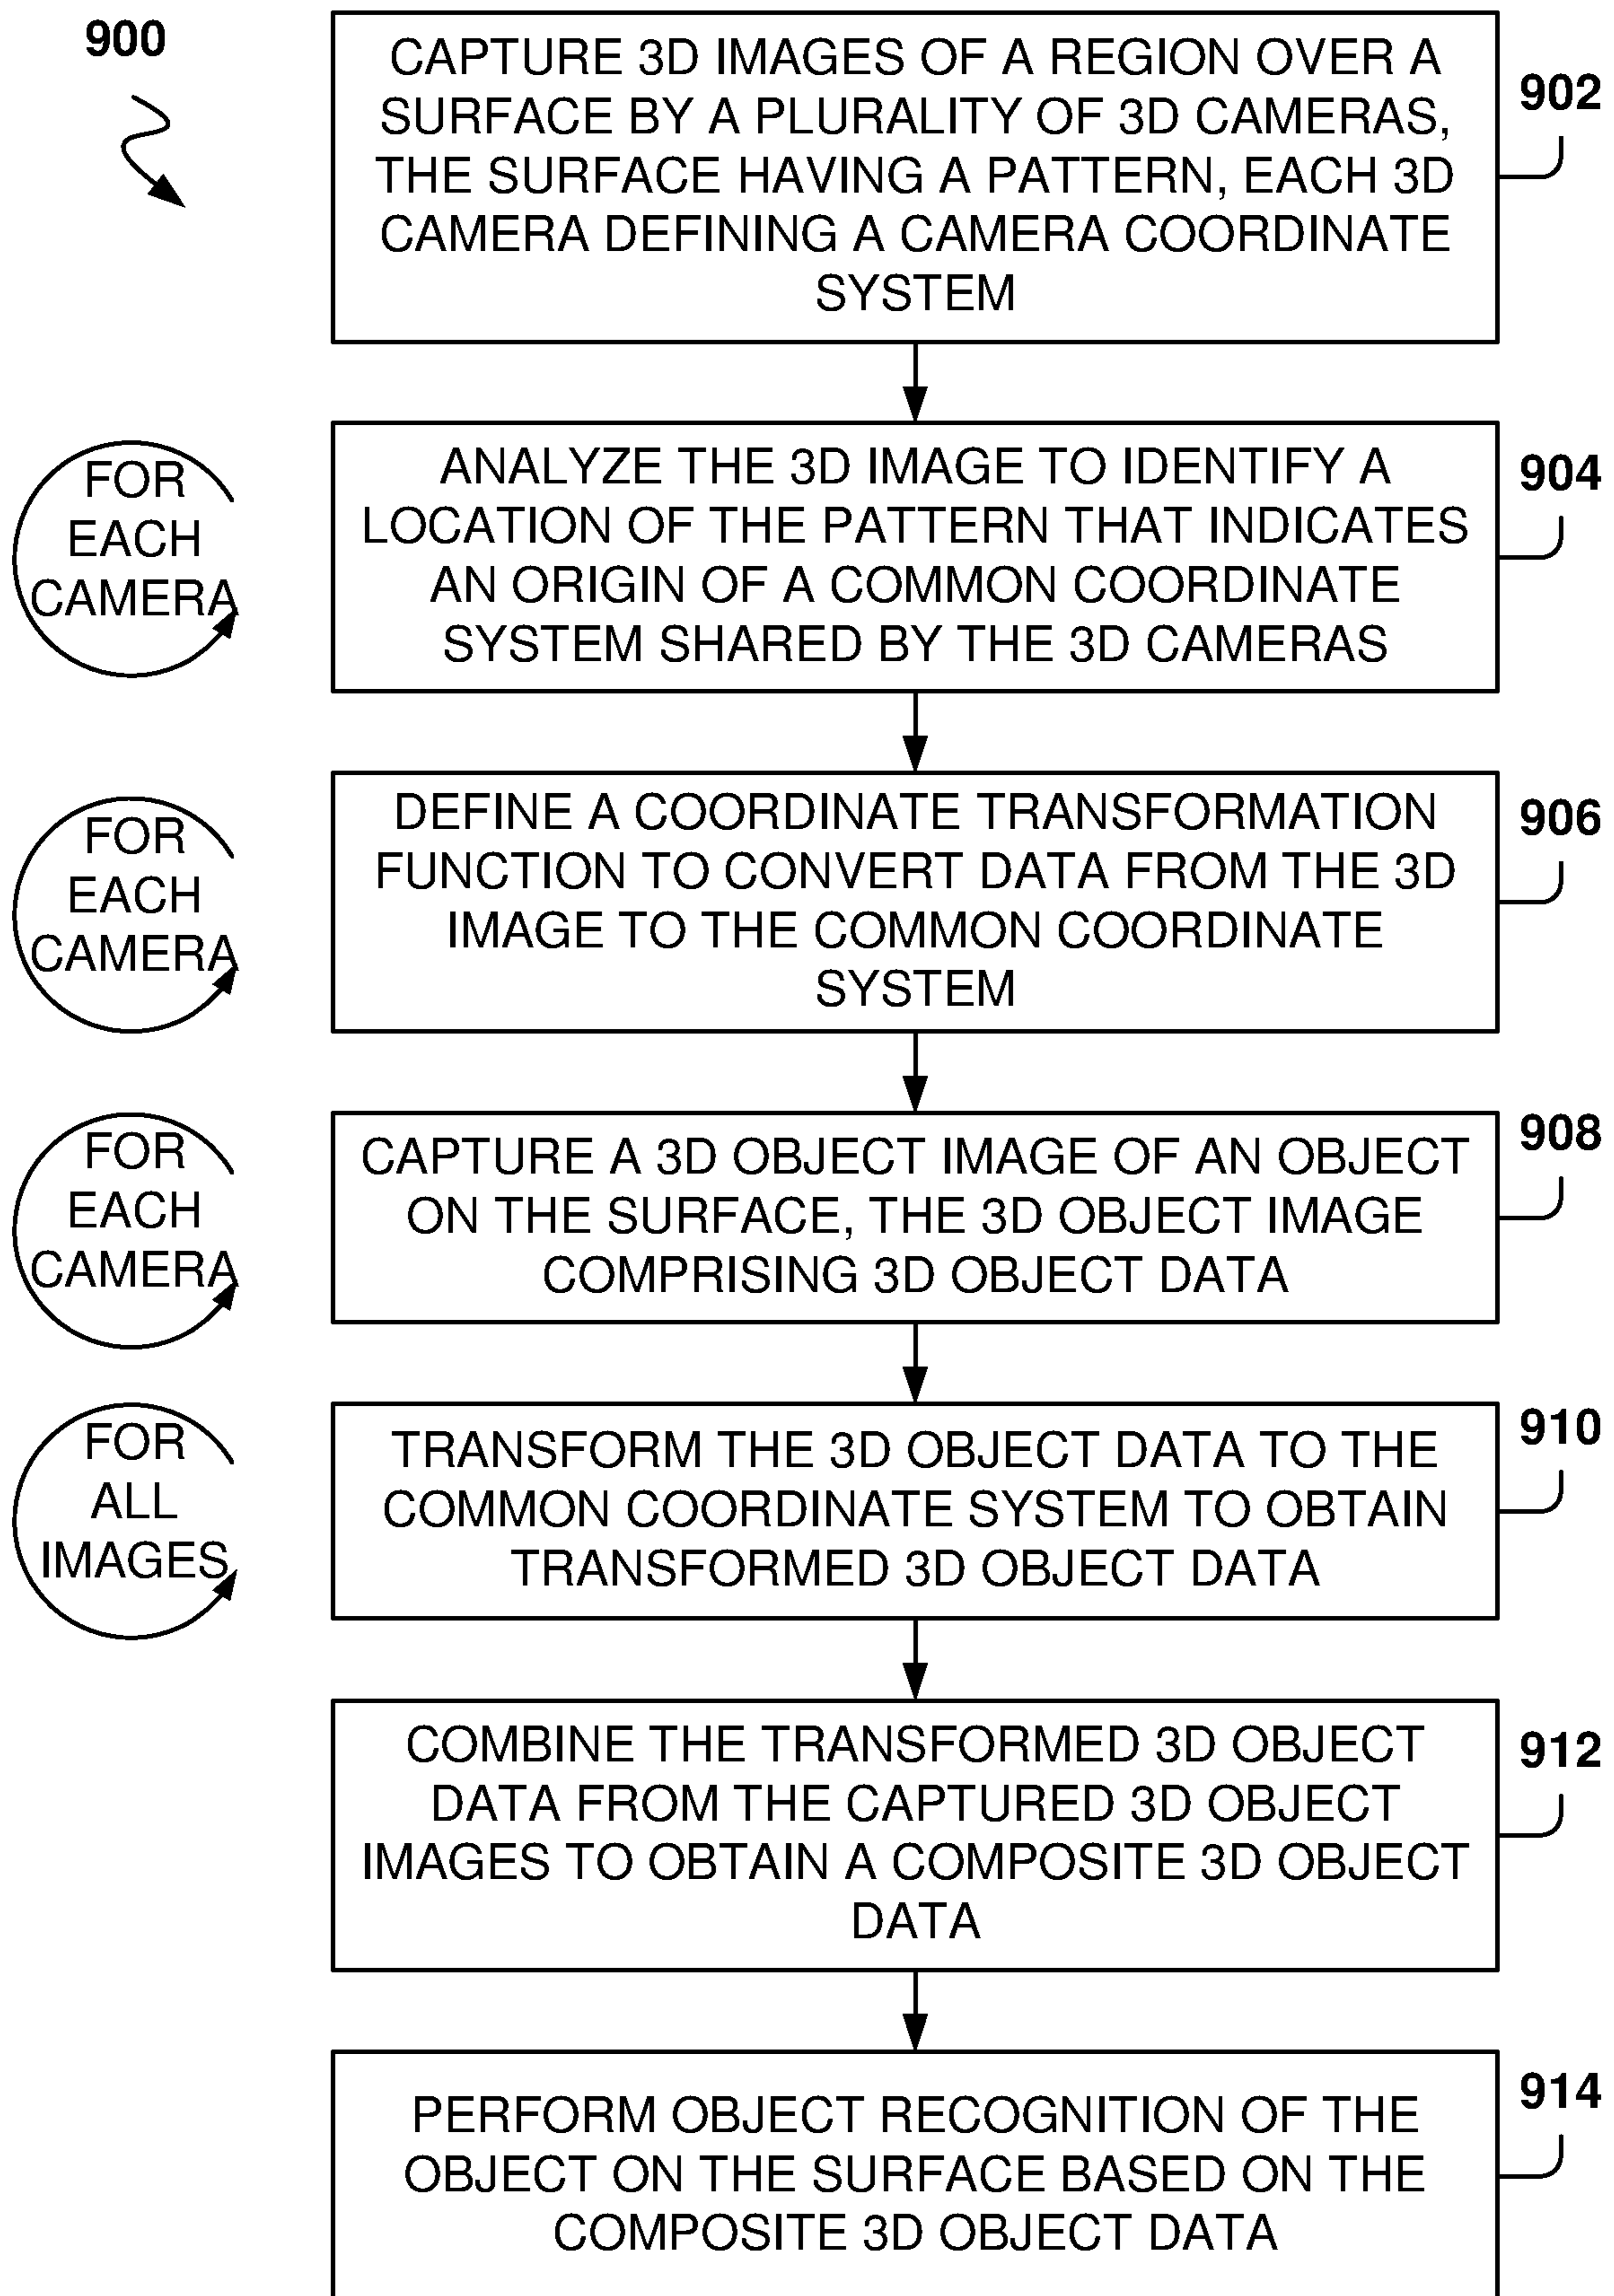 900
CAPTURE 3D IMAGES OF A REGION OVER A
SURFACE BY A PLURALITY OF 3D CAMERAS,
THE SURFACE HAVING A PATTERN, EACH 3D
CAMERA DEFINING A CAMERA COORDINATE
SYSTEM
902
FOR
EACH
CAMERA
ANALYZE THE 3D IMAGE TO IDENTIFY A
LOCATION OF THE PATTERN THAT INDICATES
AN ORIGIN OF A COMMON COORDINATE
SYSTEM SHARED BY THE 3D CAMERAS
904
FOR
EACH
CAMERA
DEFINE A COORDINATE TRANSFORMATION
FUNCTION TO CONVERT DATA FROM THE 3D
IMAGE TO THE COMMON COORDINATE
SYSTEM
906
FOR
EACH
CAMERA
CAPTURE A 3D OBJECT IMAGE OF AN OBJECT
ON THE SURFACE, THE 3D OBJECT IMAGE
COMPRISING 3D OBJECT DATA
908
FOR
ALL
IMAGES
TRANSFORM THE 3D OBJECT DATA TO THE
COMMON COORDINATE SYSTEM TO OBTAIN
TRANSFORMED 3D OBJECT DATA
910
COMBINE THE TRANSFORMED 3D OBJECT
DATA FROM THE CAPTURED 3D OBJECT
IMAGES TO OBTAIN A COMPOSITE 3D OBJECT
DATA
912
PERFORM OBJECT RECOGNITION OF THE
OBJECT ON THE SURFACE BASED ON THE
COMPOSITE 3D OBJECT DATA
914